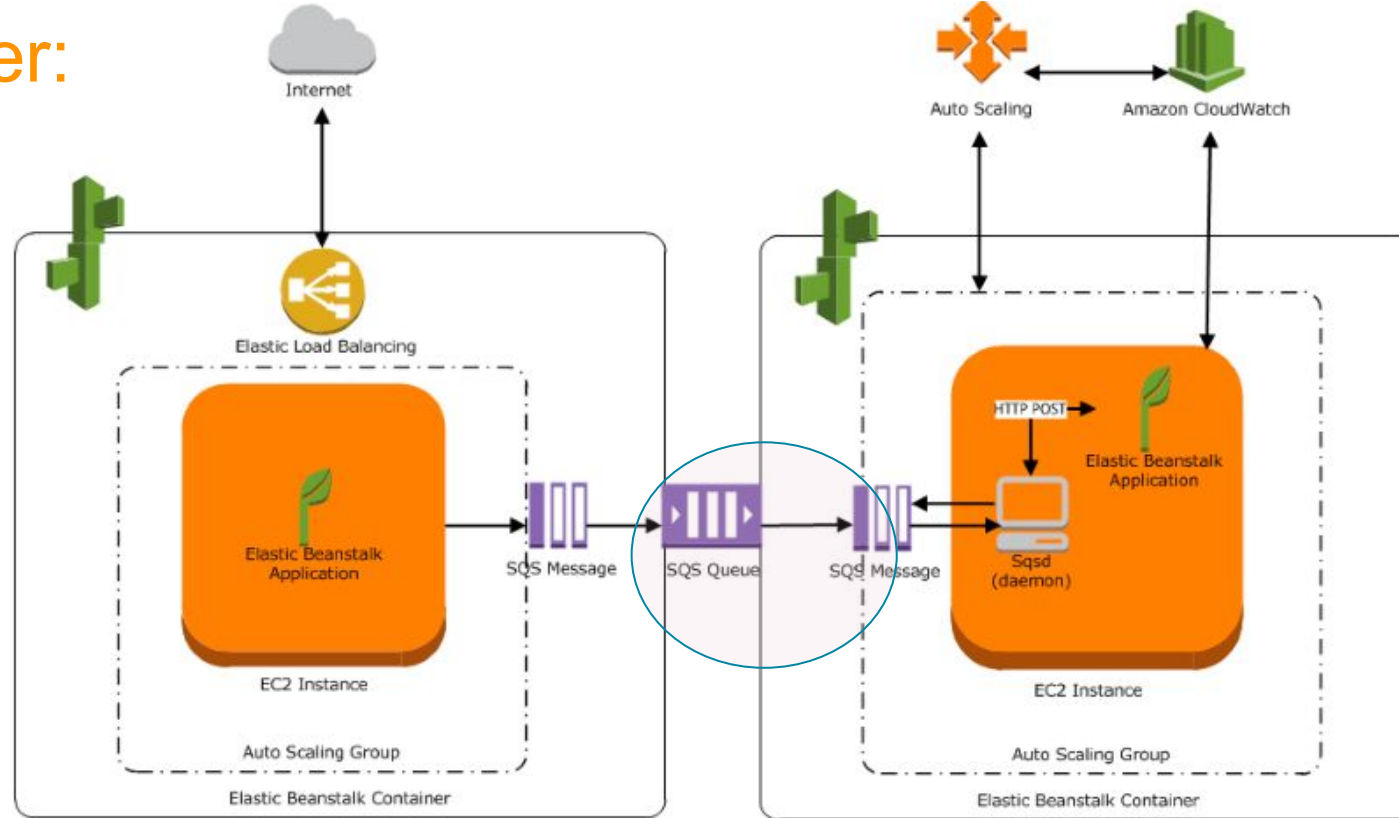 er:
Internet
Auto Scaling
Amazon CloudWatch
Elastic Load Balancing
HTTP POST
Elastic Beanstalk
Application
Elastic Beanstalk
Application
SQS Message
SQS Queue
SQS Message
Sqsd
(daemon)
EC2 Instance
EC2 Instance
Auto Scaling Group
Auto Scaling Group
Elastic Beanstalk Container
Elastic Beanstalk Container